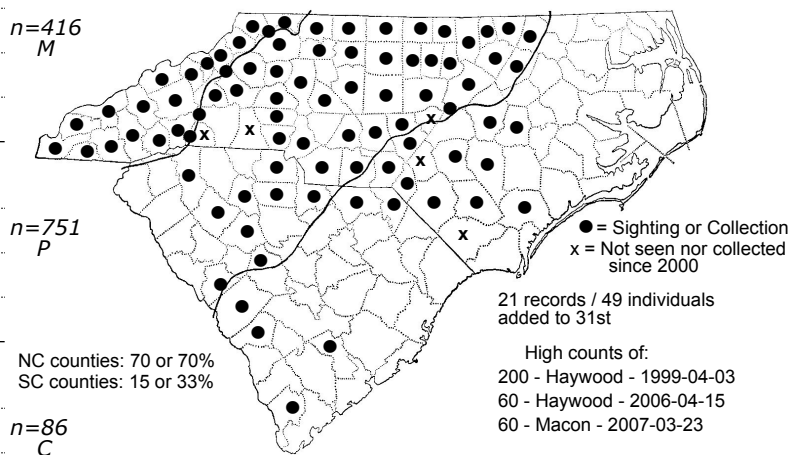 n=416
M
n=751
P
n=86
C
x
x
x
x
x
● = Sighting or Collection
x = Not seen nor collected
since 2000
21 records / 49 individuals
added to 31st
High counts of:
200 - Haywood - 1999-04-03
60 - Haywood - 2006-04-15
60 - Macon - 2007-03-23
NC counties: 70 or 70%
SC counties: 15 or 33%